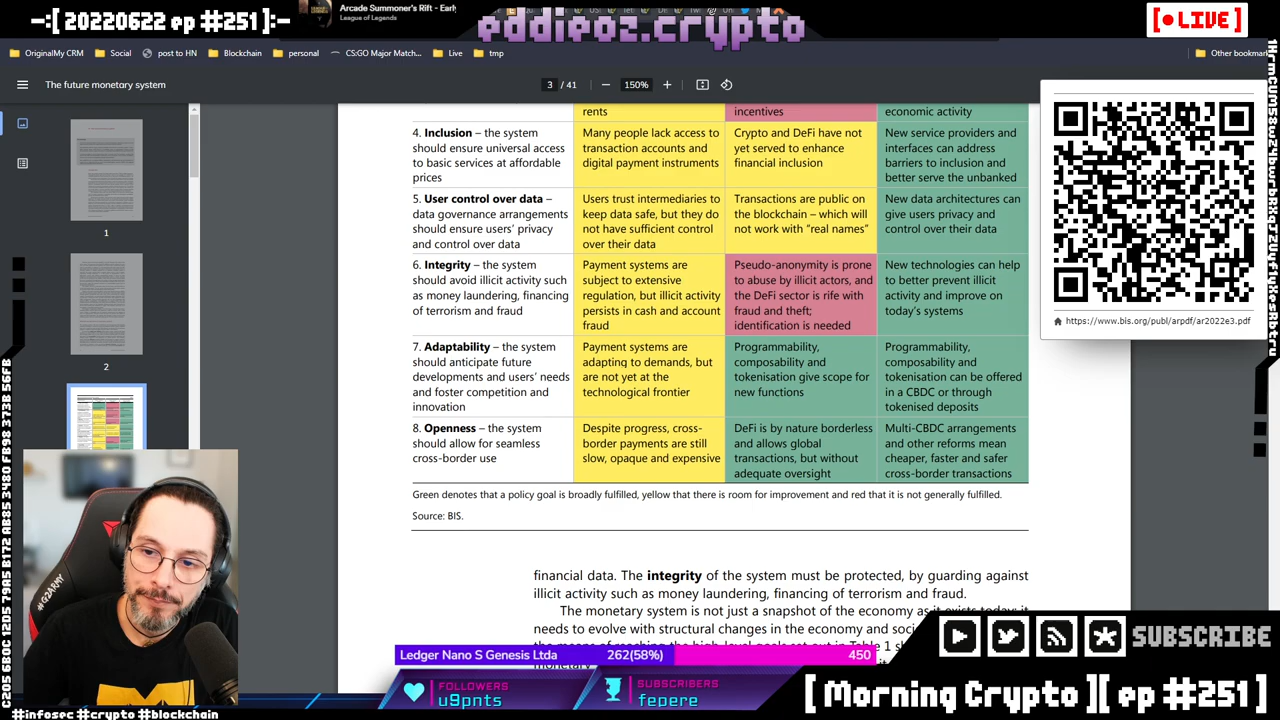 -:[ 20220622 ep #251 ]:-
Arcade Summoner's Rift - Early
League of Legends
eddieoz.crypto
[ • LIVE ]
OriginalMy CRM
Social
post to HN
Blockchain
personal
CS:GO Major Match...
Live
tmp
Other bookmar
The future monetary system
3 / 41
150%
1
2
rents
incentives
economic activity
4. Inclusion – the system
should ensure universal access
to basic services at affordable
prices
Many people lack access to
transaction accounts and
digital payment instruments
Crypto and DeFi have not
yet served to enhance
financial inclusion
New service providers and
interfaces can address
barriers to inclusion and
better serve the unbanked
5. User control over data –
data governance arrangements
should ensure users' privacy
and control over data
Users trust intermediaries to
keep data safe, but they do
not have sufficient control
over their data
Transactions are public on
the blockchain – which will
not work with “real names”
New data architectures can
give users privacy and
control over their data
6. Integrity – the system
should avoid illicit activity such
as money laundering, financing
of terrorism and fraud
Payment systems are
subject to extensive
regulation, but illicit activity
persists in cash and account
fraud
Pseudo-anonymity is prone
to abuse by illicit actors, and
the DeFi sector is rife with
fraud and theft;
identification is needed
New technologies can help
to better prevent illicit
activity and improve on
today's systems
7. Adaptability – the system
should anticipate future
developments and users' needs
and foster competition and
innovation
Payment systems are
adapting to demands, but
are not yet at the
technological frontier
Programmability,
composability and
tokenisation give scope for
new functions
Programmability,
composability and
tokenisation can be offered
in a CBDC or through
tokenised deposits
8. Openness – the system
should allow for seamless
cross-border use
Despite progress, cross-
border payments are still
slow, opaque and expensive
DeFi is by nature borderless
and allows global
transactions, but without
adequate oversight
Multi-CBDC arrangements
and other reforms mean
cheaper, faster and safer
cross-border transactions
Green denotes that a policy goal is broadly fulfilled, yellow that there is room for improvement and red that it is not generally fulfilled.
Source: BIS.
financial data. The integrity of the system must be protected, by guarding against
illicit activity such as money laundering, financing of terrorism and fraud.
The monetary system is not just a snapshot of the economy as it exists today; it
needs to evolve with structural changes in the economy and
https://www.bis.org/publ/arpdf/ar2022e3.pdf
SUBSCRIBE
Ledger Nano S Genesis Ltda
262(58%)
450
FOLLOWERS
u9pnts
SUBSCRIBERS
fepere
[ Morning Crypto ][ ep #251 ]
#infosec #crypto #blockchain